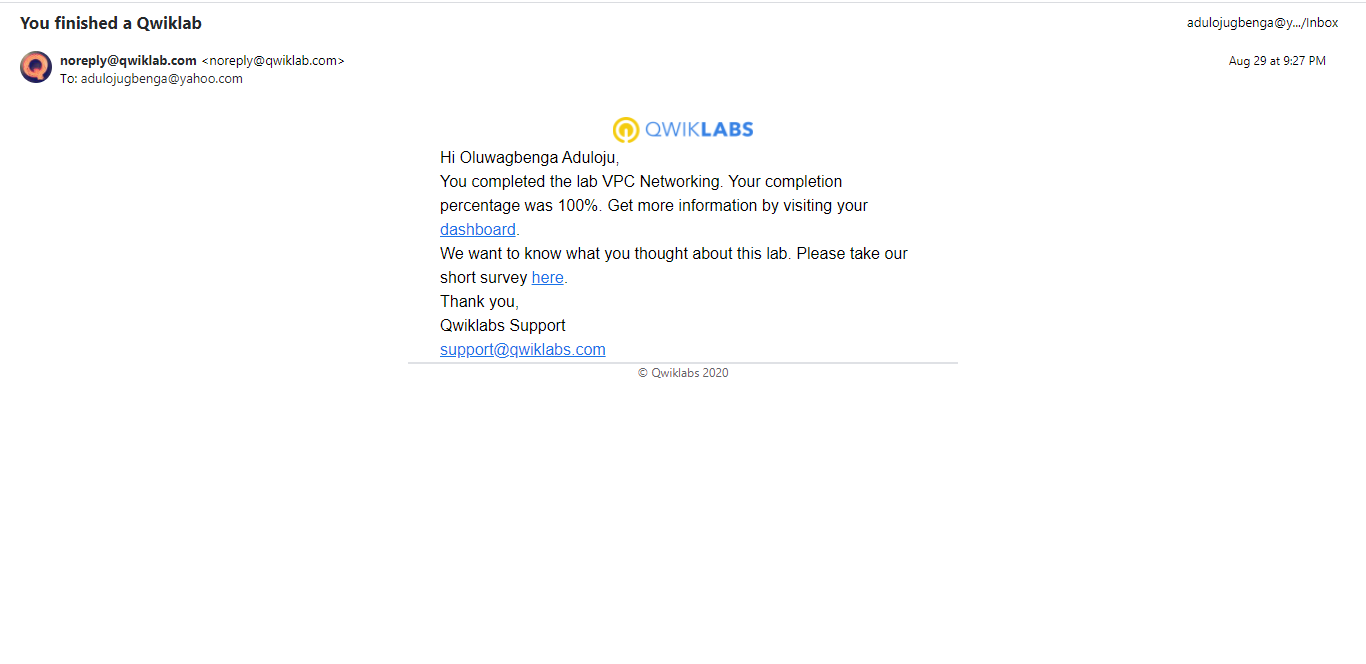 You finished a Qwiklab
adulojugbenga@y.../Inbox
noreply@qwiklab.com <noreply@qwiklab.com>
Aug 29 at 9:27 PM
To: adulojugbenga@yahoo.com
QWIKLABS
Hi Oluwagbenga Aduloju,
You completed the lab VPC Networking. Your completion
percentage was 100%. Get more information by visiting your
dashboard.
We want to know what you thought about this lab. Please take our
short survey here.
Thank you,
Qwiklabs Support
support@qwiklabs.com
© Qwiklabs 2020